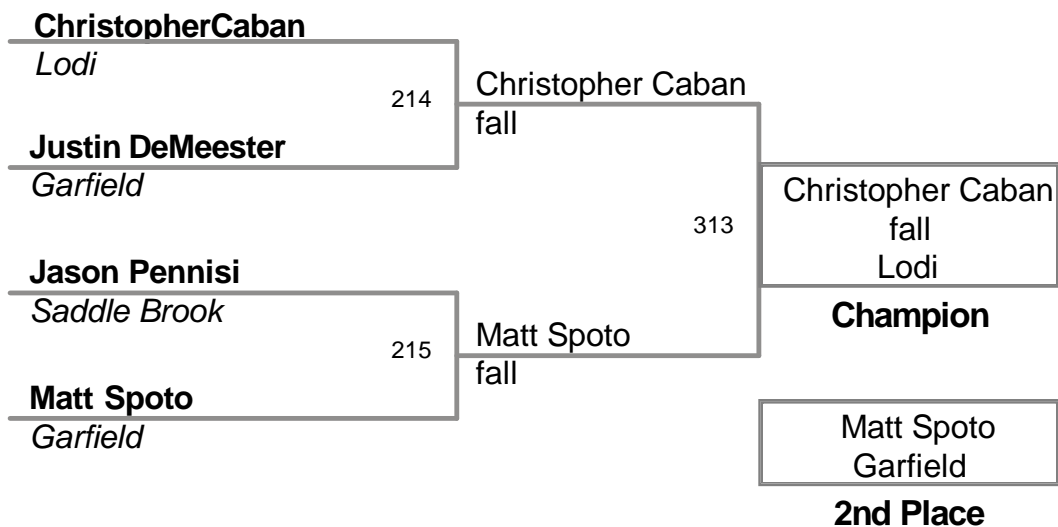 ChristopherCaban
Lodi
214
Christopher Caban
fall
Justin DeMeester
Garfield
313
Christopher Caban
fall
Lodi
Champion
Jason Pennisi
Saddle Brook
215
Matt Spoto
fall
Matt Spoto
Garfield
Matt Spoto
Garfield
2nd Place